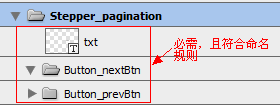 Stepper_pagination
txt
T
必需，且符合命名
规则
Button_nextBtn
Button_prevBtn